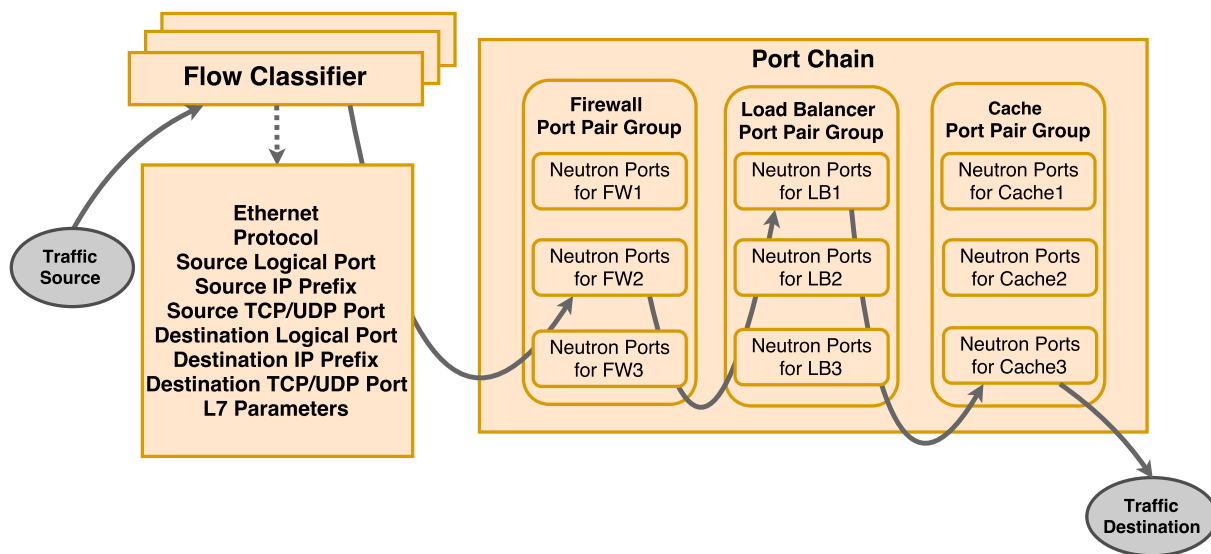 Flow Classifier
Traffic
Source
Ethernet
Protocol
Source Logical Port
Source IP Prefix
Source TCP/UDP Port
Destination Logical Port
Destination IP Prefix
Destination TCP/UDP Port
L7 Parameters
Port Chain
Firewall
Port Pair Group
Neutron Ports
for FW1
Neutron Ports
for FW2
Neutron Ports
for FW3
Load Balancer
Port Pair Group
Neutron Ports
for LB1
Neutron Ports
for LB2
Neutron Ports
for LB3
Cache
Port Pair Group
Neutron Ports
for Cache1
Neutron Ports
for Cache2
Neutron Ports
for Cache3
Traffic
Destination